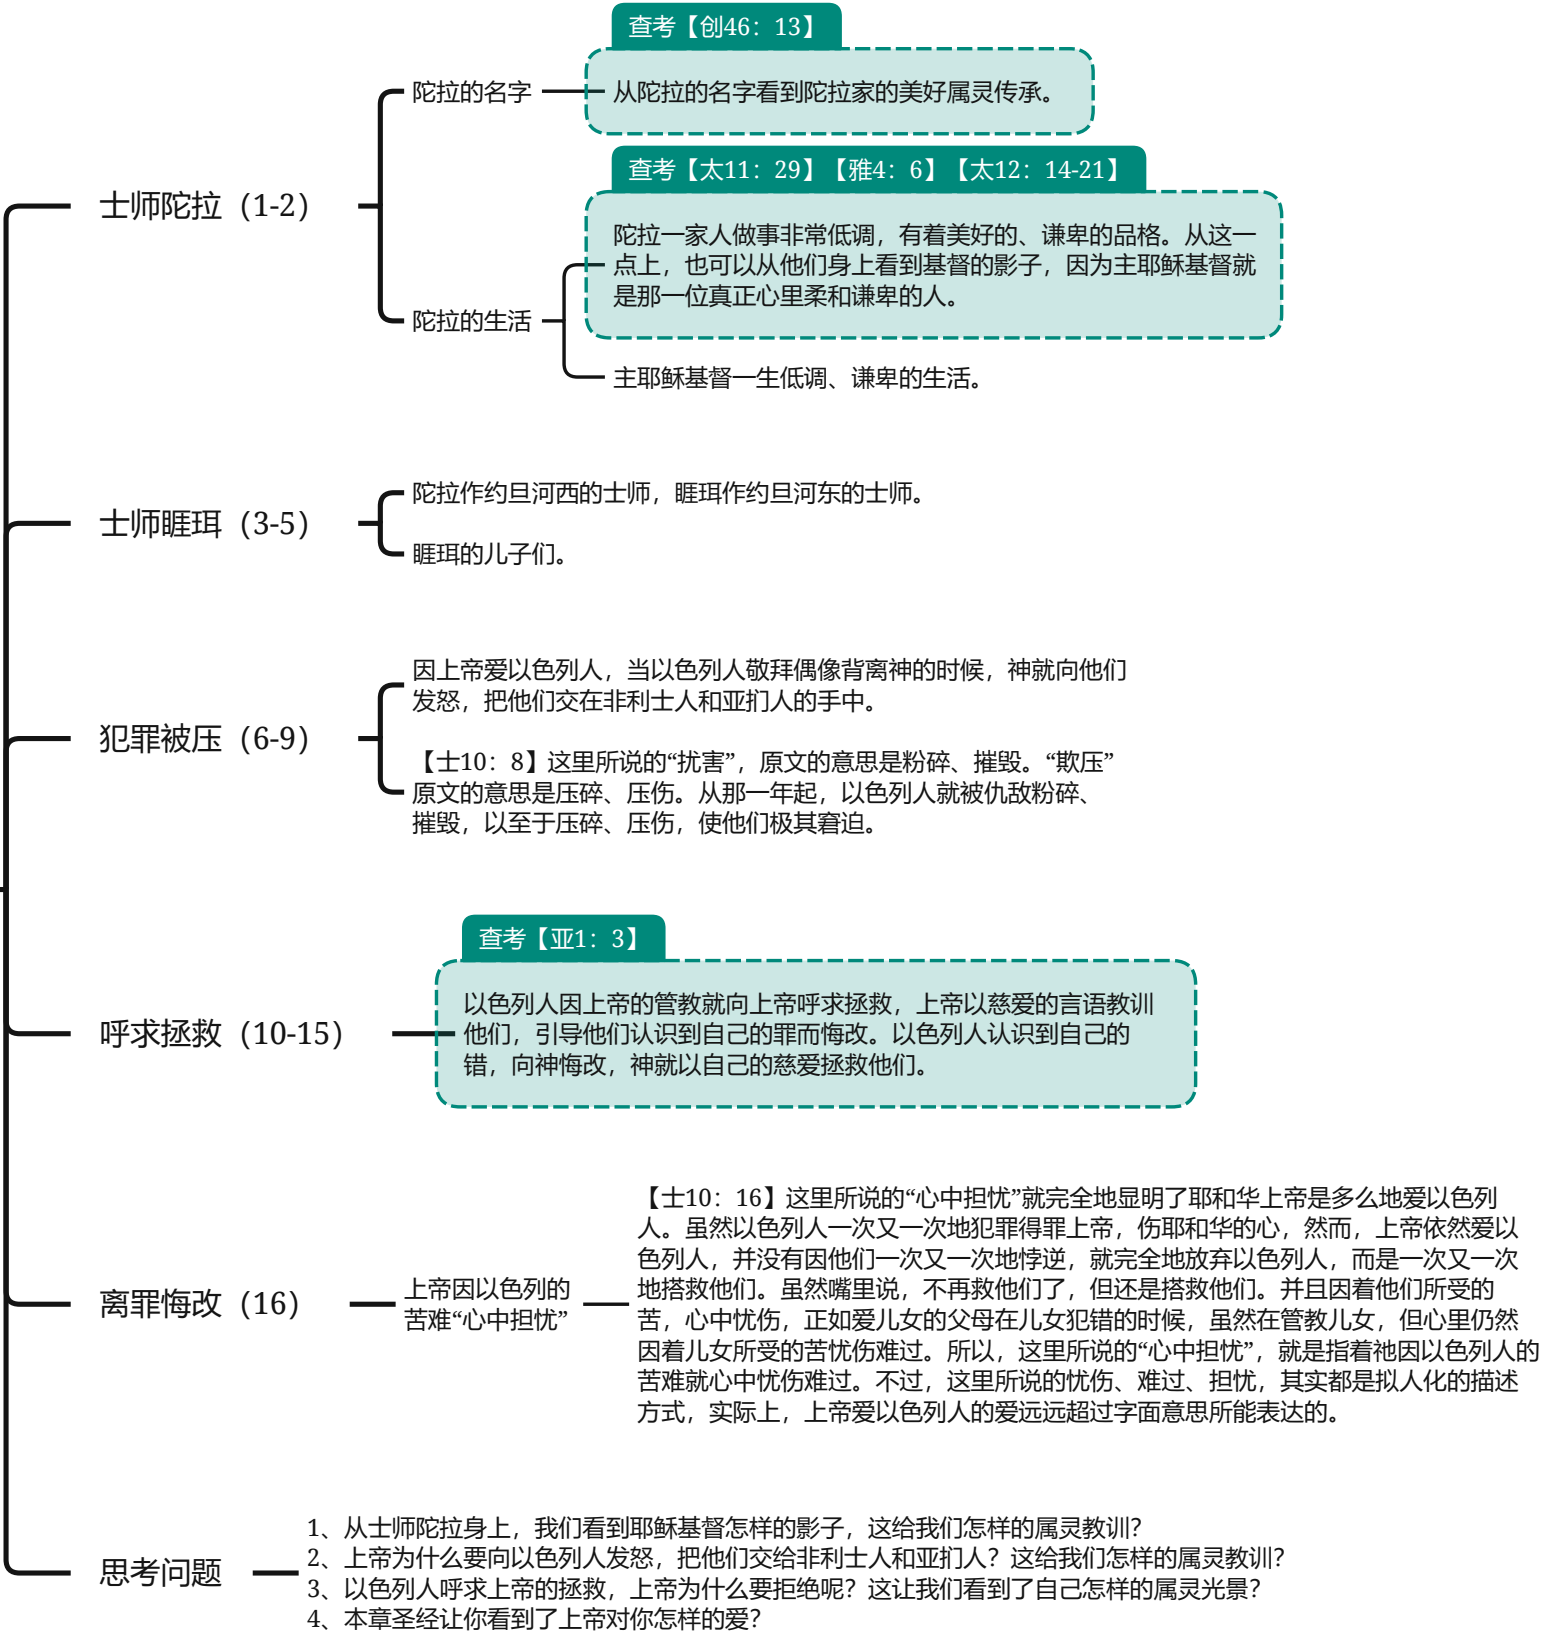 士师陀拉（1-2）
陀拉的名字
查考【创46：13】
从陀拉的名字看到陀拉家的美好属灵传承。
陀拉的生活
查考【太11：29】【雅4：6】【太12：14-21】
陀拉一家人做事非常低调，有着美好的、谦卑的品格。从这一
点上，也可以从他们身上看到基督的影子，因为主耶稣基督就
是那一位真正心里柔和谦卑的人。
主耶稣基督一生低调、谦卑的生活。
士师睚珥（3-5）
陀拉作约旦河西的士师，睚珥作约旦河东的士师。
睚珥的儿子们。
犯罪被压（6-9）
因上帝爱以色列人，当以色列人敬拜偶像背离神的时候，神就向他们
发怒，把他们交在非利士人和亚扪人的手中。
【士10：8】这里所说的“扰害”，原文的意思是粉碎、摧毁。“欺压”
原文的意思是压碎、压伤。从那一年起，以色列人就被仇敌粉碎、
摧毁，以至于压碎、压伤，使他们极其窘迫。
呼求拯救（10-15）
查考【亚1：3】
以色列人因上帝的管教就向上帝呼求拯救，上帝以慈爱的言语教训
他们，引导他们认识到自己的罪而悔改。以色列人认识到自己的
错，向神悔改，神就以自己的慈爱拯救他们。
离罪悔改（16）
上帝因以色列的
苦难“心中担忧”
【士10：16】这里所说的“心中担忧”就完全地显明了耶和华上帝是多么地爱以色列
人。虽然以色列人一次又一次地犯罪得罪上帝，伤耶和华的心，然而，上帝依然爱以
色列人，并没有因他们一次又一次地悖逆，就完全地放弃以色列人，而是一次又一次
地搭救他们。虽然嘴里说，不再救他们了，但还是搭救他们。并且因着他们所受的
苦，心中忧伤，正如爱儿女的父母在儿女犯错的时候，虽然在管教儿女，但心里仍然
因着儿女所受的苦忧伤难过。所以，这里所说的“心中担忧”，就是指着祂因以色列人的
苦难就心中忧伤难过。不过，这里所说的忧伤、难过、担忧，其实都是拟人化的描述
方式，实际上，上帝爱以色列人的爱远远超过字面意思所能表达的。
思考问题
1、从士师陀拉身上，我们看到耶稣基督怎样的影子，这给我们怎样的属灵教训？
2、上帝为什么要向以色列人发怒，把他们交给非利士人和亚扪人？这给我们怎样的属灵教训？
3、以色列人呼求上帝的拯救，上帝为什么要拒绝呢？这让我们看到了自己怎样的属灵光景？
4、本章圣经让你看到了上帝对你怎样的爱？